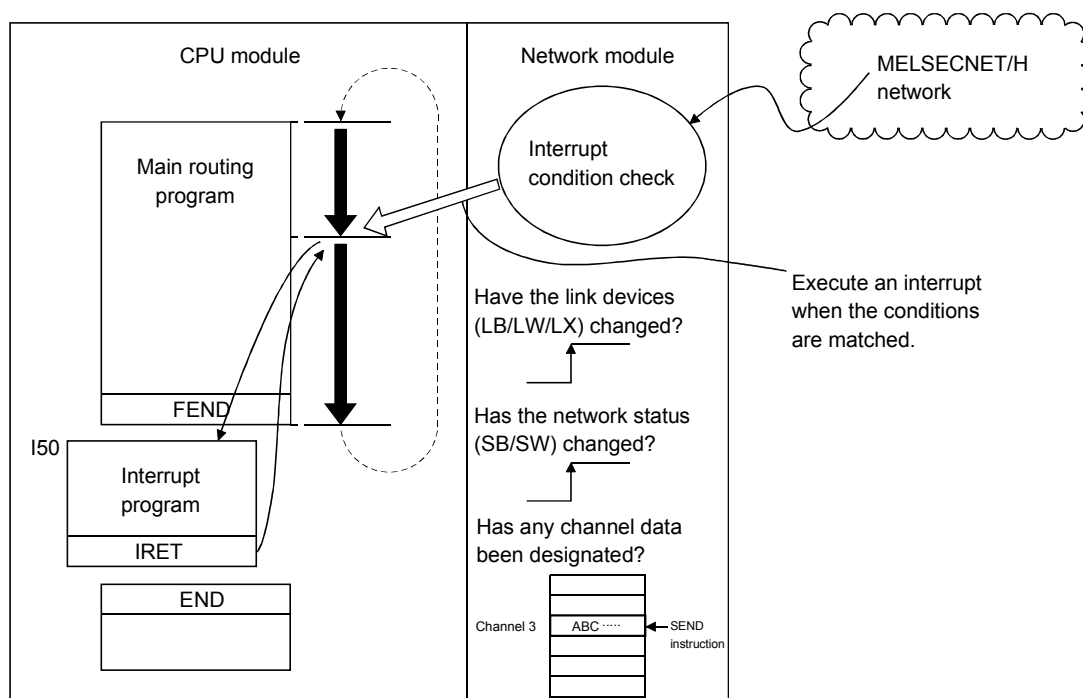 CPU module
Network module
MELSECNET/H
network
Main routing
program
Interrupt
condition check
Execute an interrupt
when the conditions
are matched.
Have the link devices
(LB/LW/LX) changed?
FEND
Has the network status
(SB/SW) changed?
I50
Interrupt
program
IRET
Has any channel data
been designated?
END
Channel 3
ABC ·····
SEND
instruction